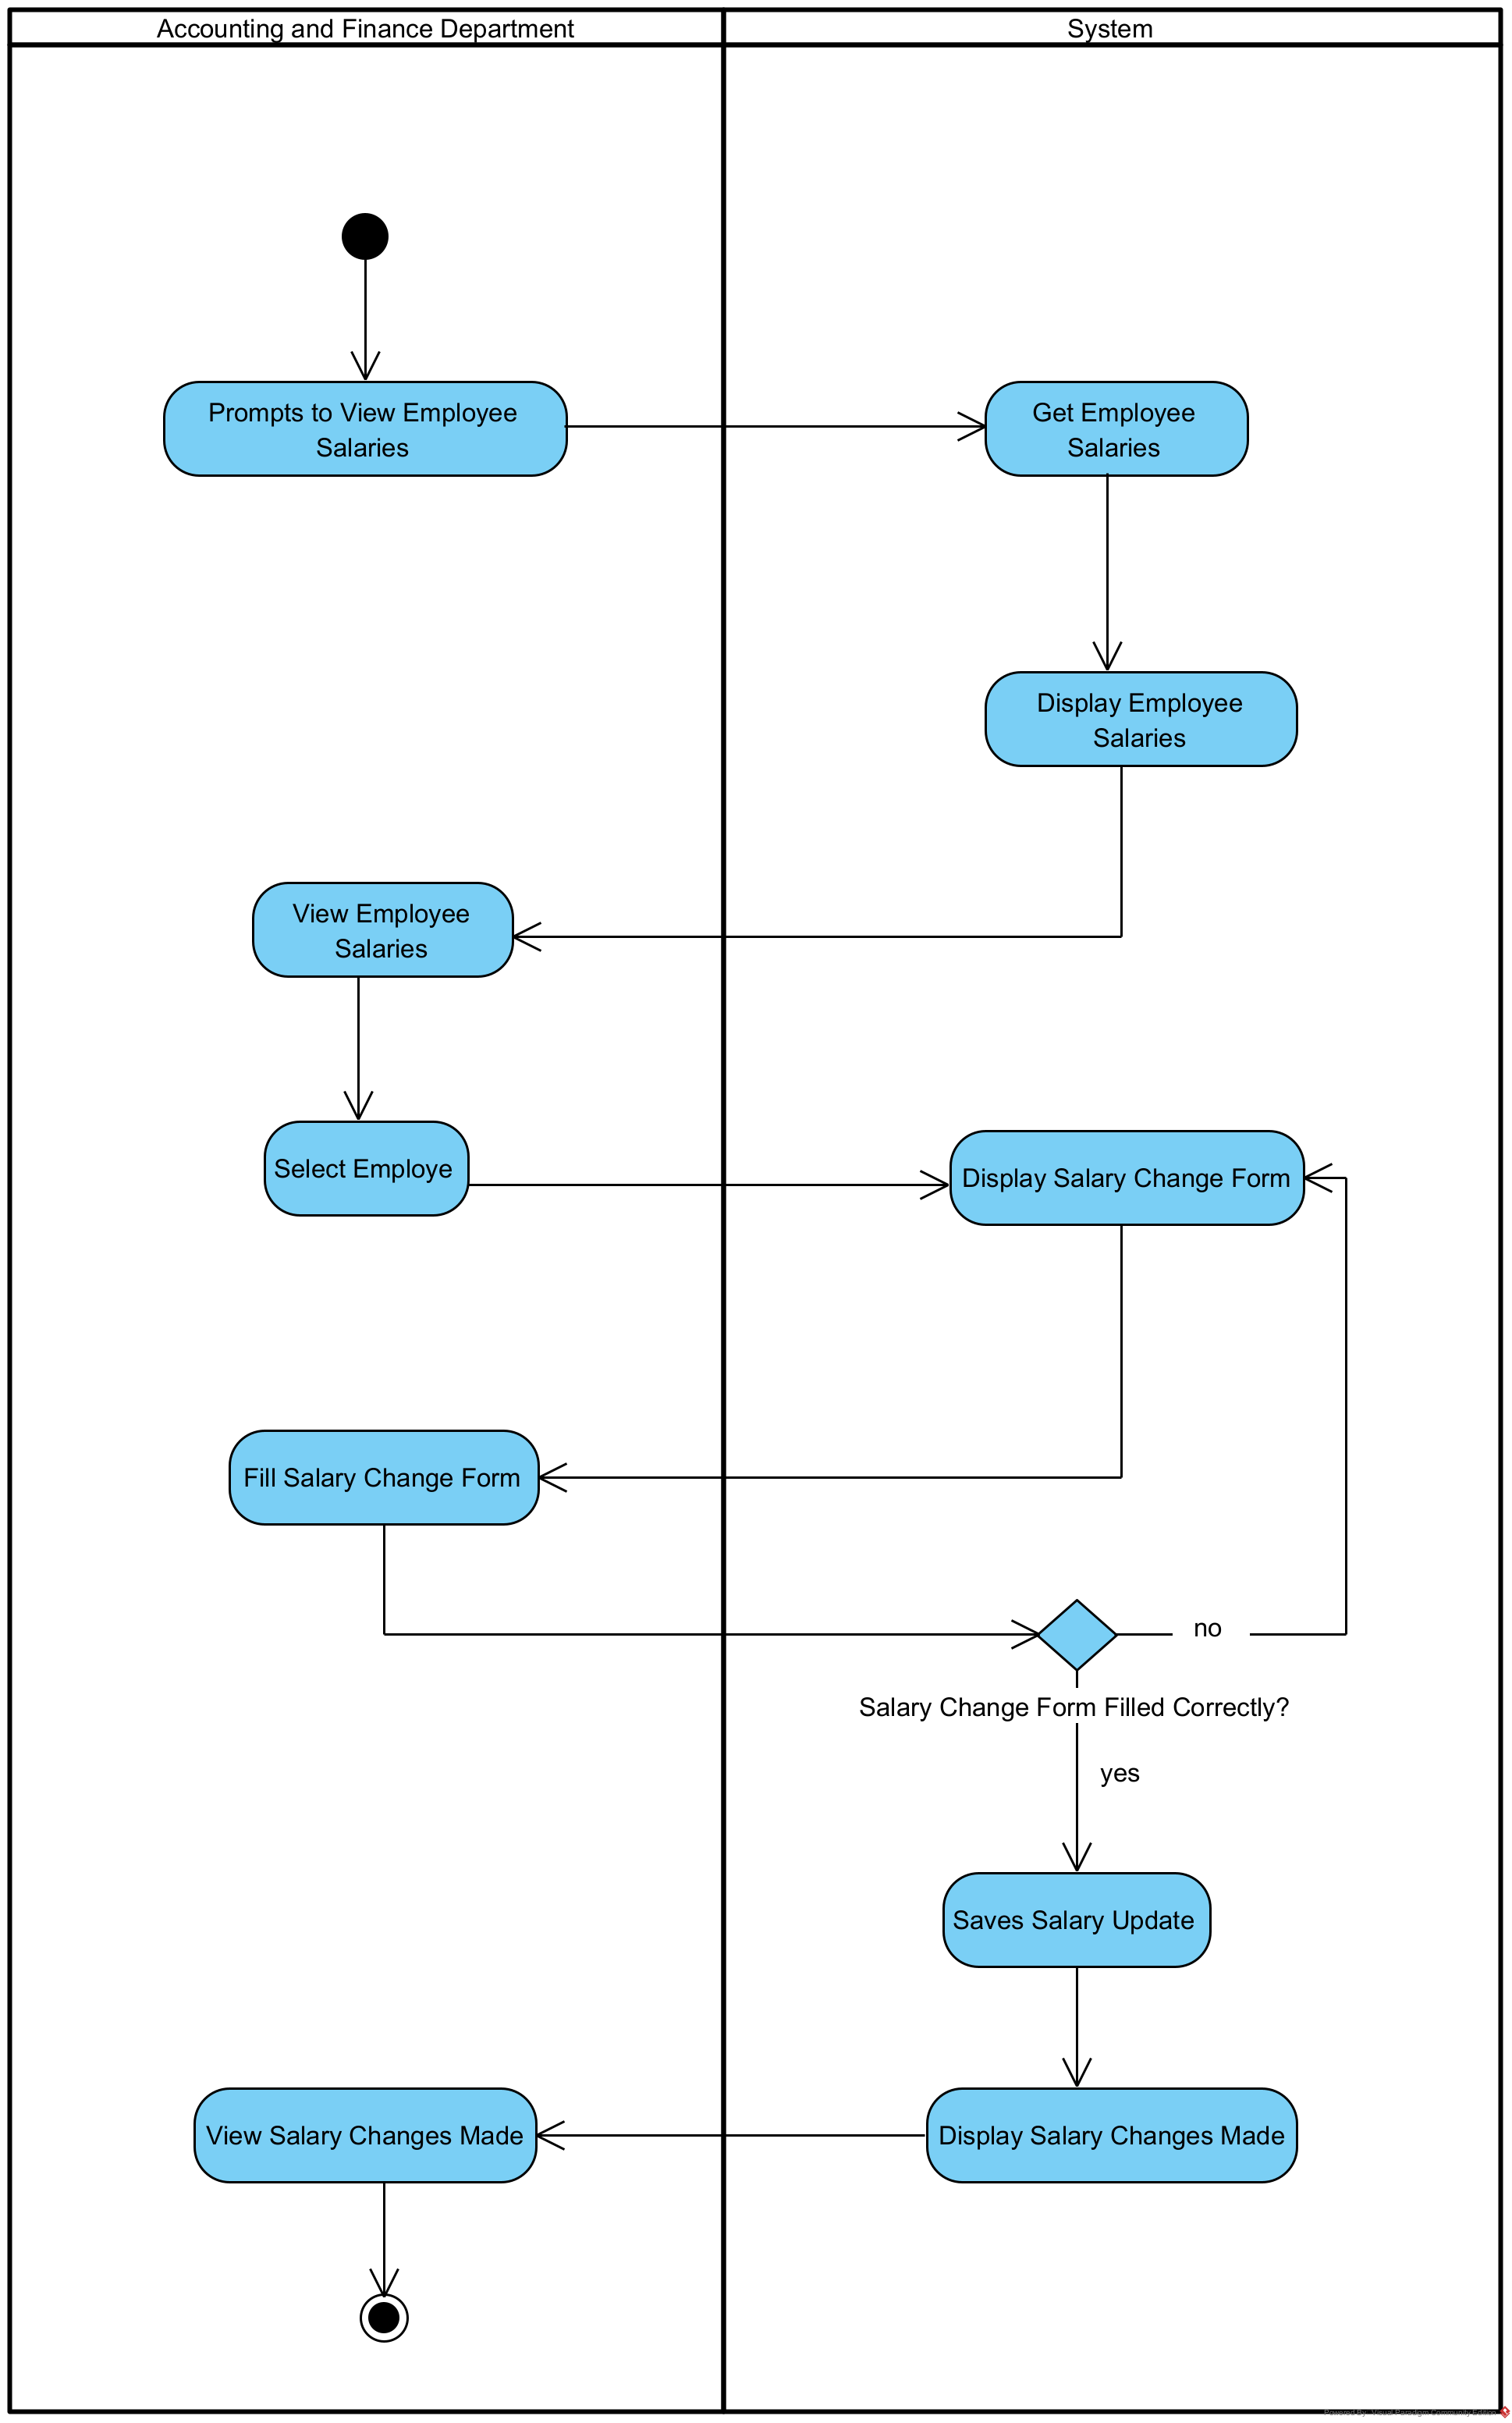 Accounting and Finance Department
System
Prompts to View Employee
Salaries
Get Employee
Salaries
Display Employee
Salaries
View Employee
Salaries
Select Employe
Display Salary Change Form
Fill Salary Change Form
no
Salary Change Form Filled Correctly?
yes
Saves Salary Update
View Salary Changes Made
Display Salary Changes Made
Powered By: Visual Paradigm Community Edition